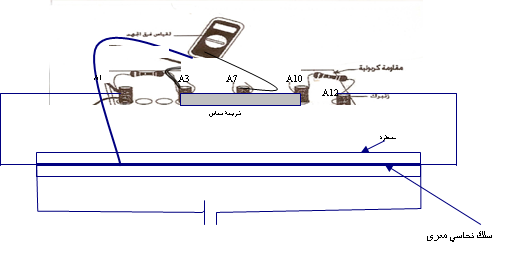 لقياس فرق الجهد
مقاومة كربونية
A1
A3
A7
A10
A12
زنبرك
شريحة نحاس
مسطرة
سلك نحاسي معرى